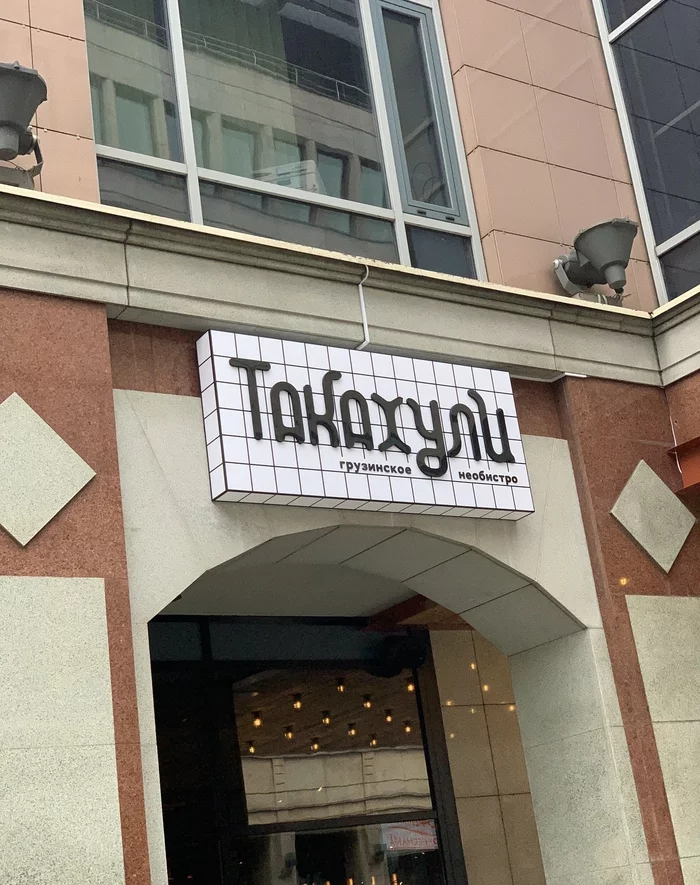 Такахули
грузинское необистро